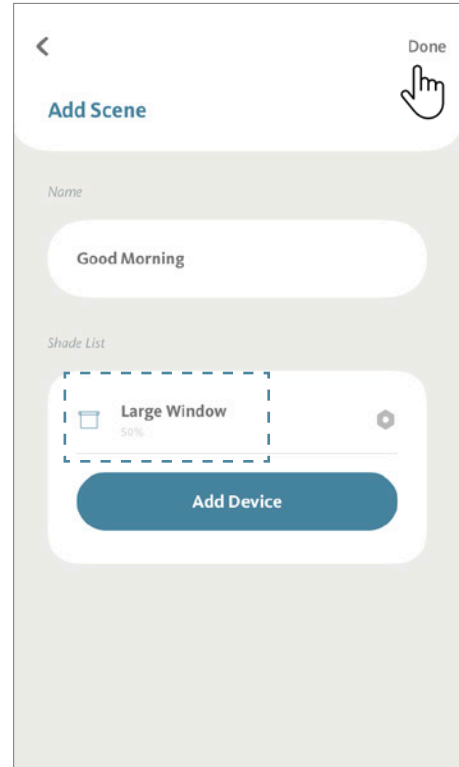 Done
Add Scene
Name
Good Morning
Shade List
Large Window
50%
Add Device